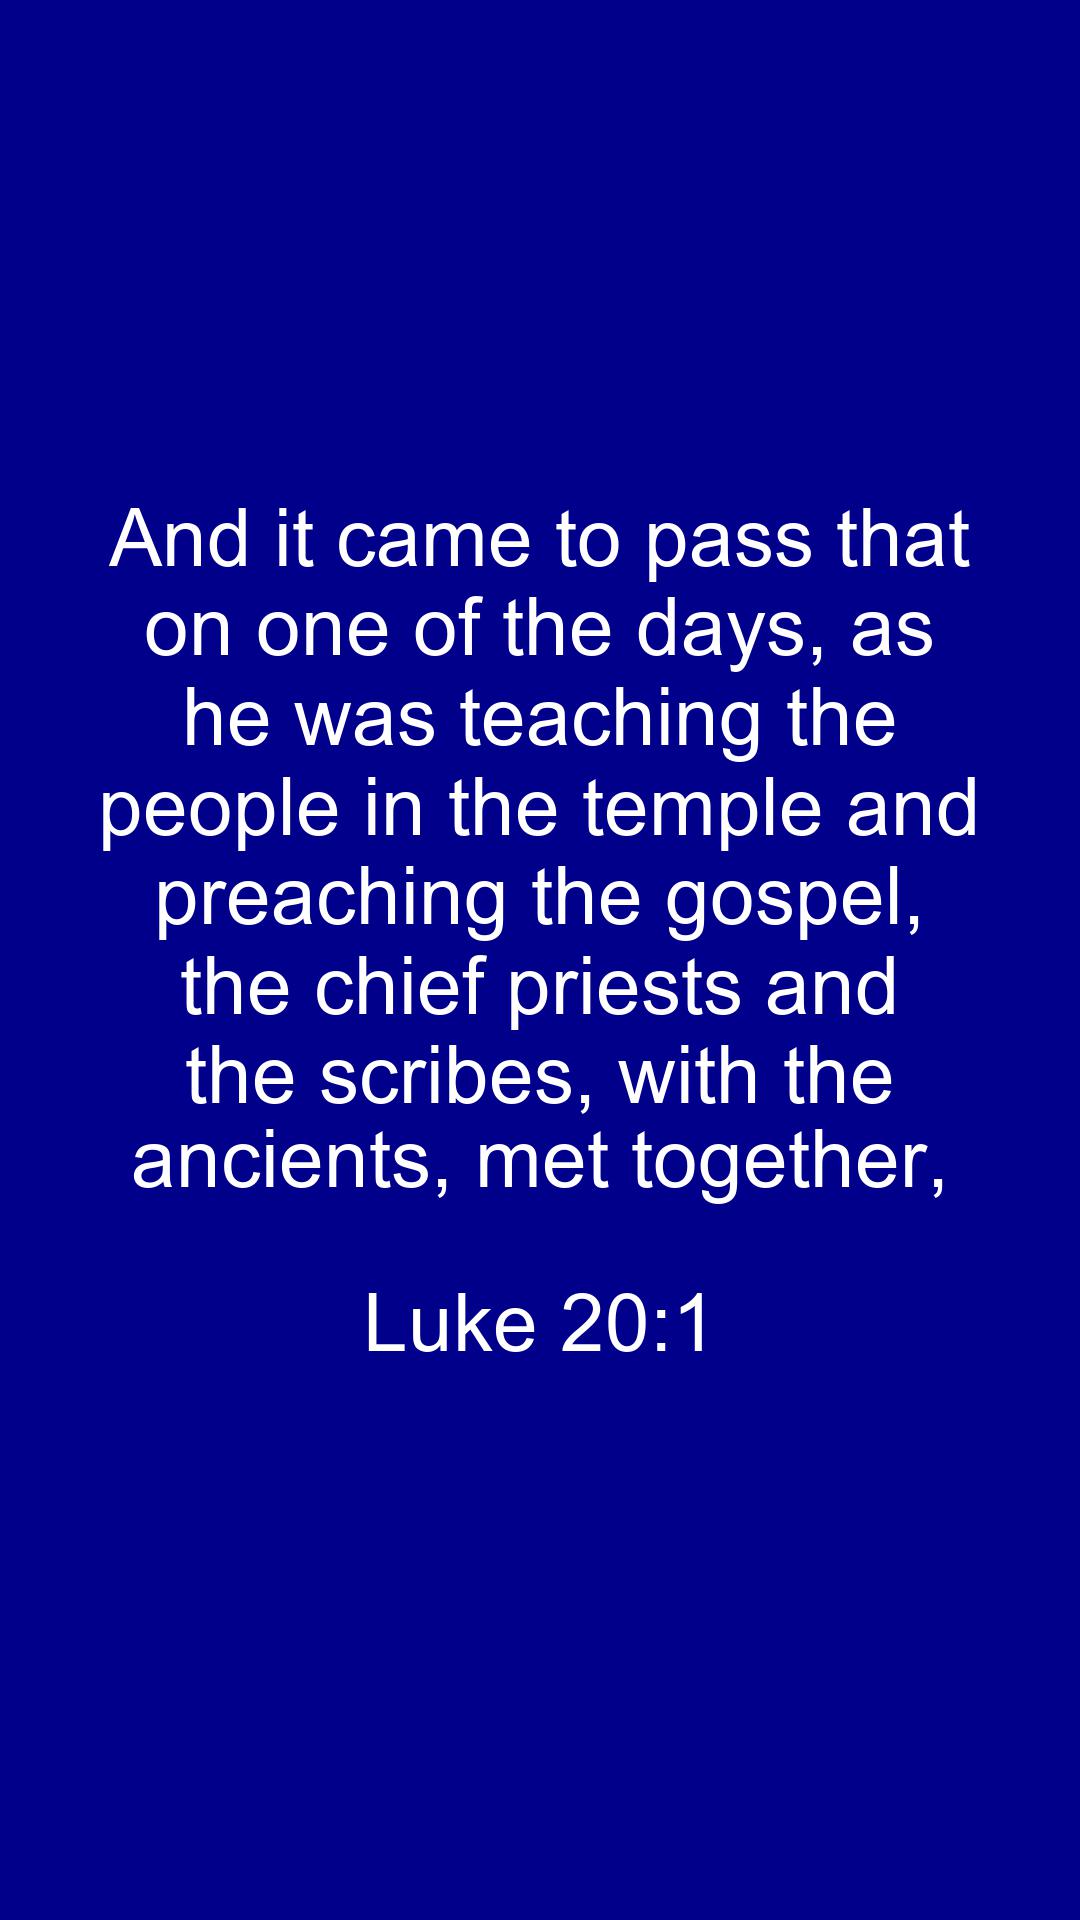 And it came to pass that
on one of the days, as
he was teaching the
people in the temple and
preaching the gospel,
the chief priests and
the scribes, with the
ancients, met together,
Luke 20:1